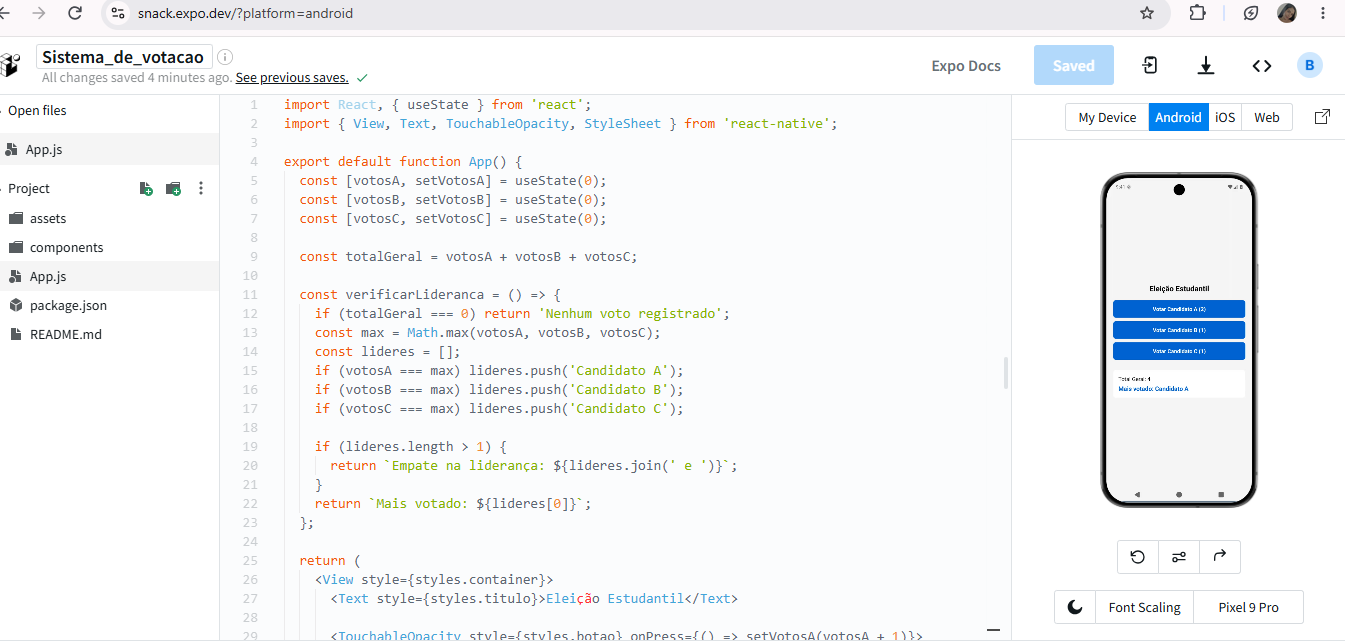 snack.expo.dev/?platform=android
Sistema_de_votacao
All changes saved 4 minutes ago. See previous saves.
Expo Docs
Saved
B
Open files
App.js
Project
assets
components
App.js
package.json
README.md
1 import React, { useState } from 'react';
2 import { View, Text, TouchableOpacity, StyleSheet } from 'react-native';
3
4 export default function App() {
5 const [votosA, setVotosA] = useState(0);
6 const [votosB, setVotosB] = useState(0);
7 const [votosC, setVotosC] = useState(0);
8
9 const totalGeral = votosA + votosB + votosC;
10
11 const verificarLideranca = () => {
12 if (totalGeral === 0) return 'Nenhum voto registrado';
13 const max = Math.max(votosA, votosB, votosC);
14 const lideres = [];
15 if (votosA === max) lideres.push('Candidato A');
16 if (votosB === max) lideres.push('Candidato B');
17 if (votosC === max) lideres.push('Candidato C');
18
19 if (lideres.length > 1) {
20 return `Empate na liderança: ${lideres.join(' e ')}`;
21 }
22 return `Mais votado: ${lideres[0]}`;
23 };
24
25 return (
26 <View style={styles.container}>
27 <Text style={styles.titulo}>Eleição Estudantil</Text>
28
29 <TouchableOpacity style={styles.botao} onPress={() => setVotosA(votosA + 1)}>
My Device
Android
iOS
Web
Eleição Estudantil
Votar Candidato A (2)
Votar Candidato B (1)
Votar Candidato C (1)
Total Geral: 4
Mais votado: Candidato A
Font Scaling
Pixel 9 Pro